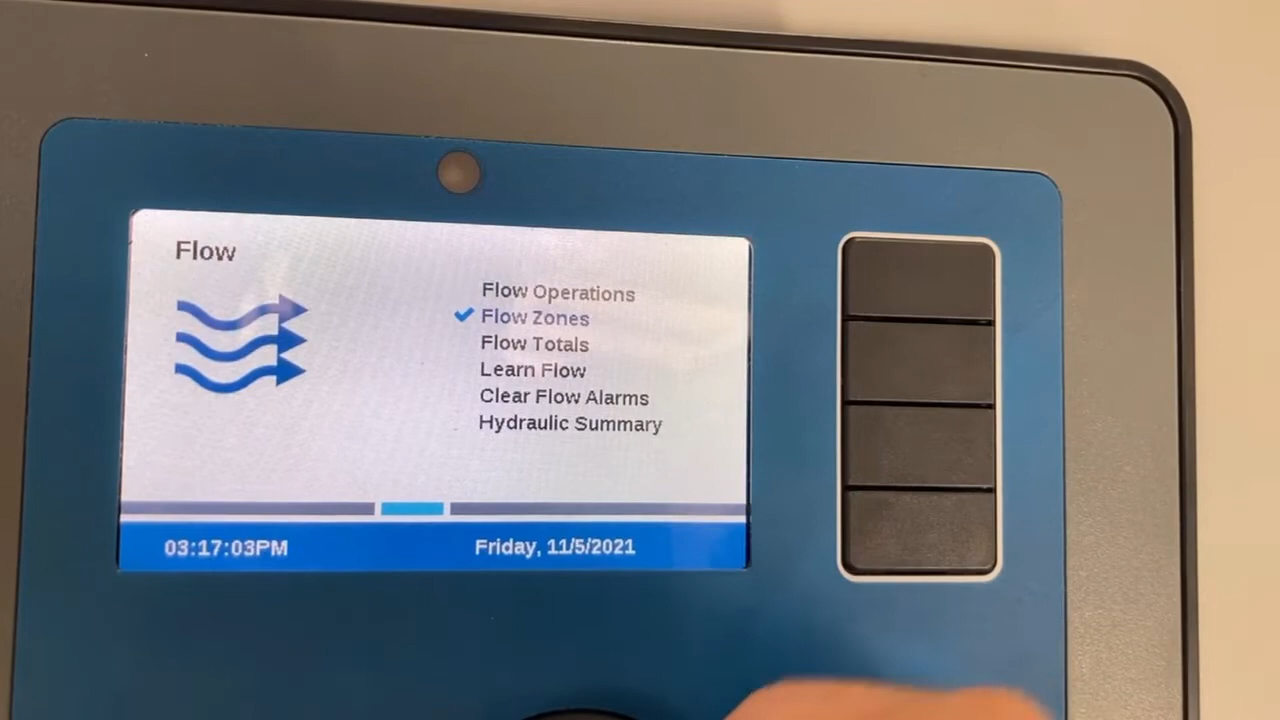 Flow
Flow Operations
Flow Zones
Flow Totals
Learn Flow
Clear Flow Alarms
Hydraulic Summary
03:17:03PM
Friday, 11/5/2021